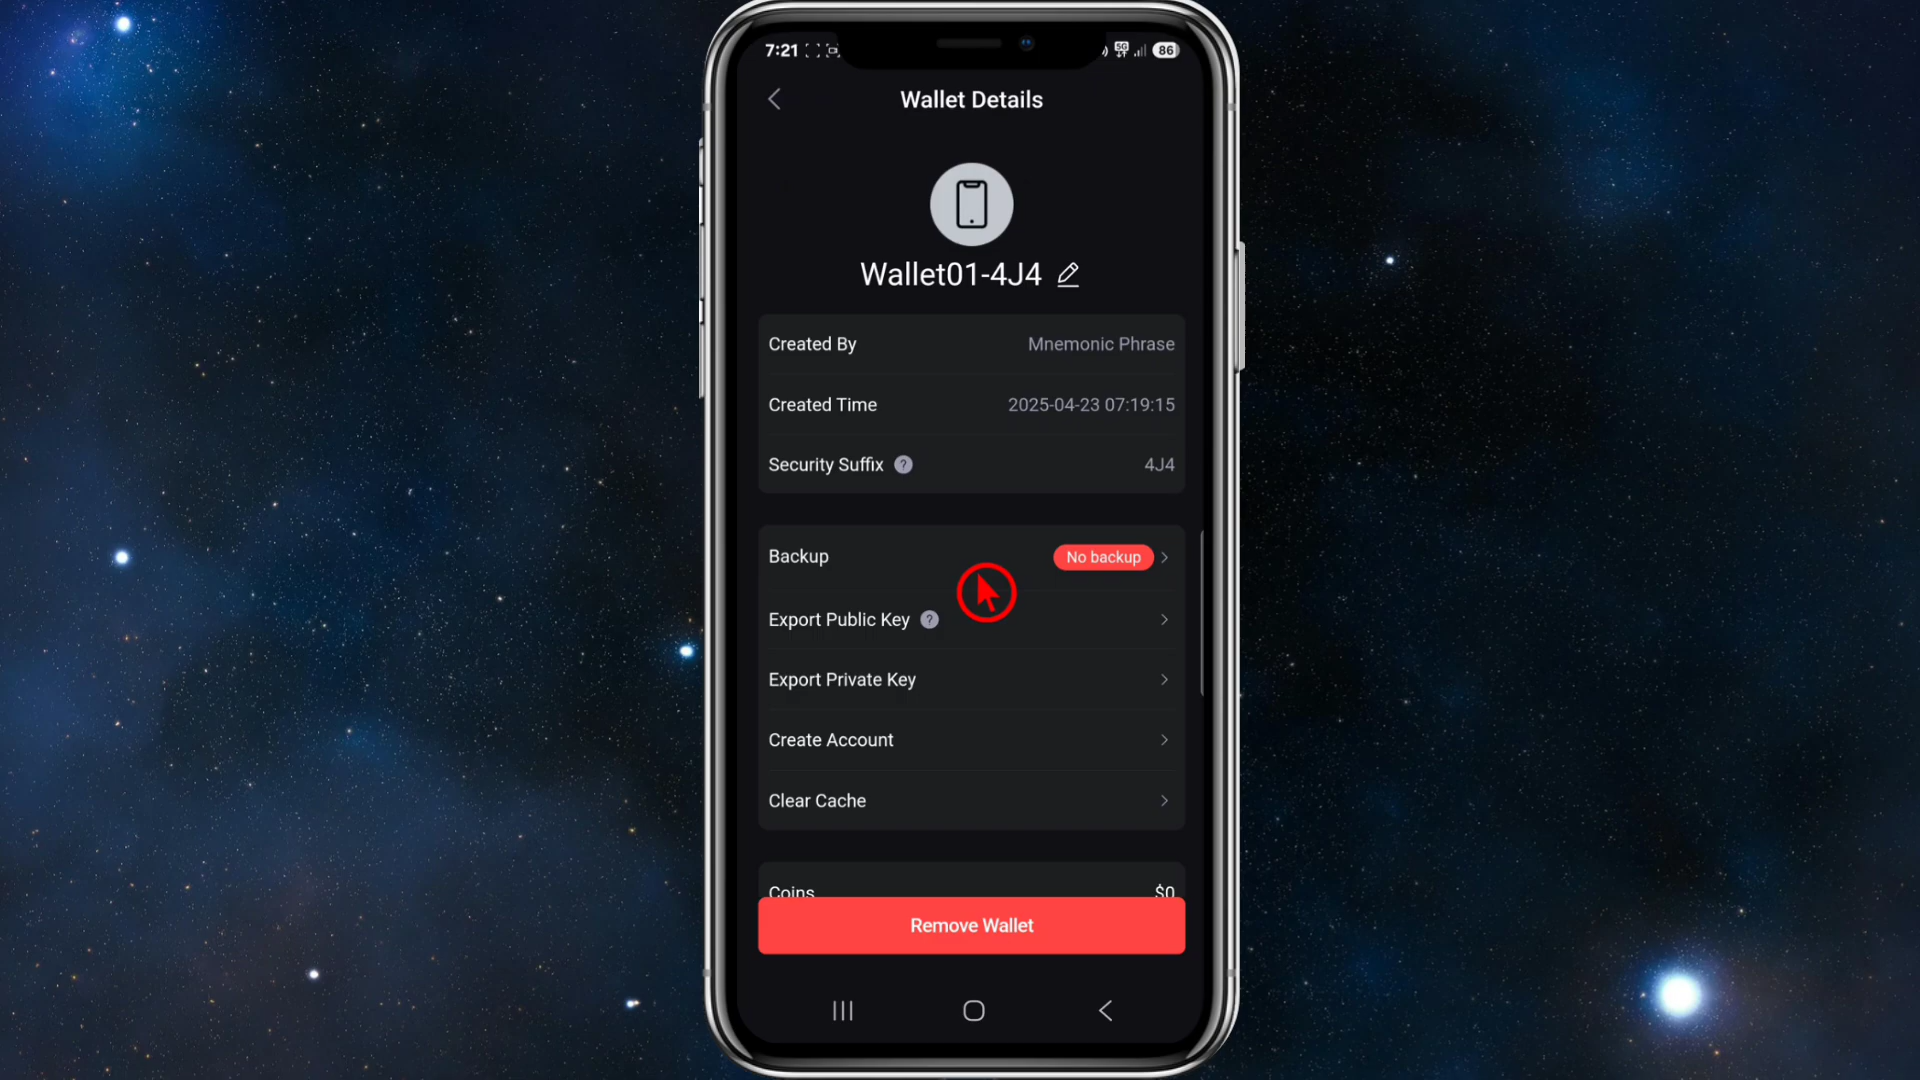 7:21
5G
86
Wallet Details
Wallet01-4J4
Created By
Mnemonic Phrase
Created Time
2025-04-23 07:19:15
Security Suffix ?
4J4
Backup
No backup
Export Public Key ?
Export Private Key
Create Account
Clear Cache
Coins
$0
Remove Wallet